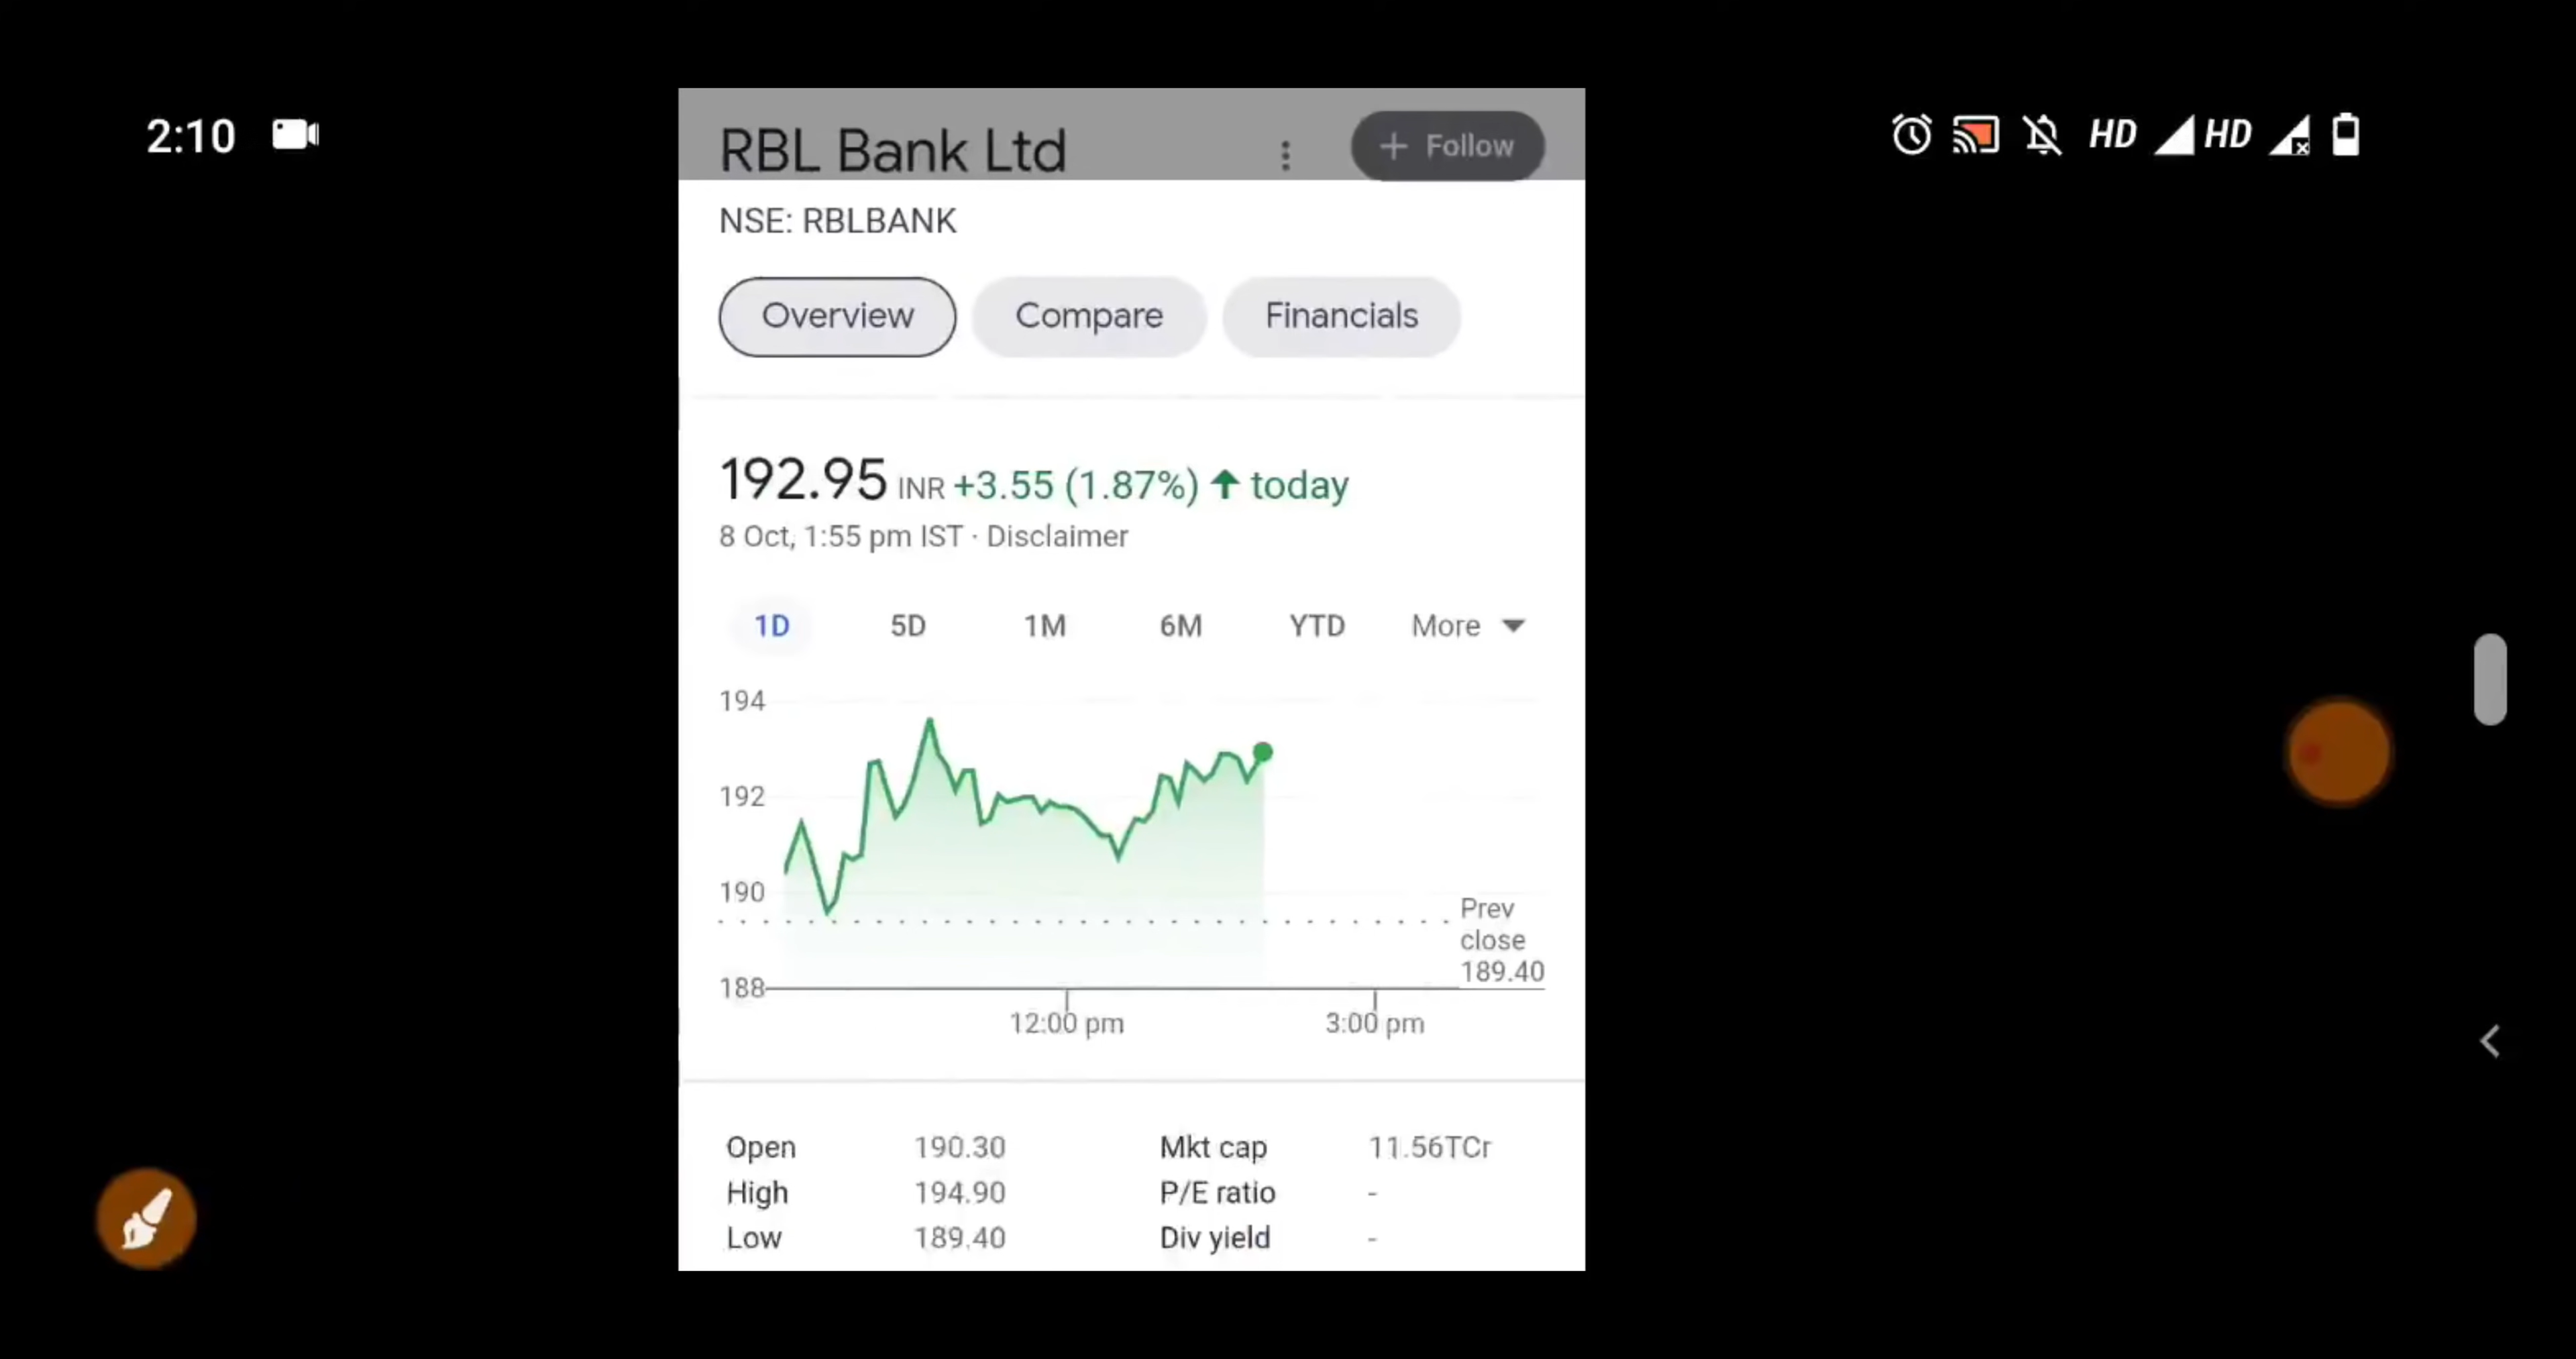 2:10
HD HD
RBL Bank Ltd
+ Follow
NSE: RBLBANK
Overview Compare Financials
192.95 INR +3.55 (1.87%) ↑ today
8 Oct, 1:55 pm IST · Disclaimer
1D 5D 1M 6M YTD More
194
192
190
188
Prev
close
189.40
12:00 pm 3:00 pm
Open 190.30 Mkt cap 11.56TCr
High 194.90 P/E ratio -
Low 189.40 Div yield -